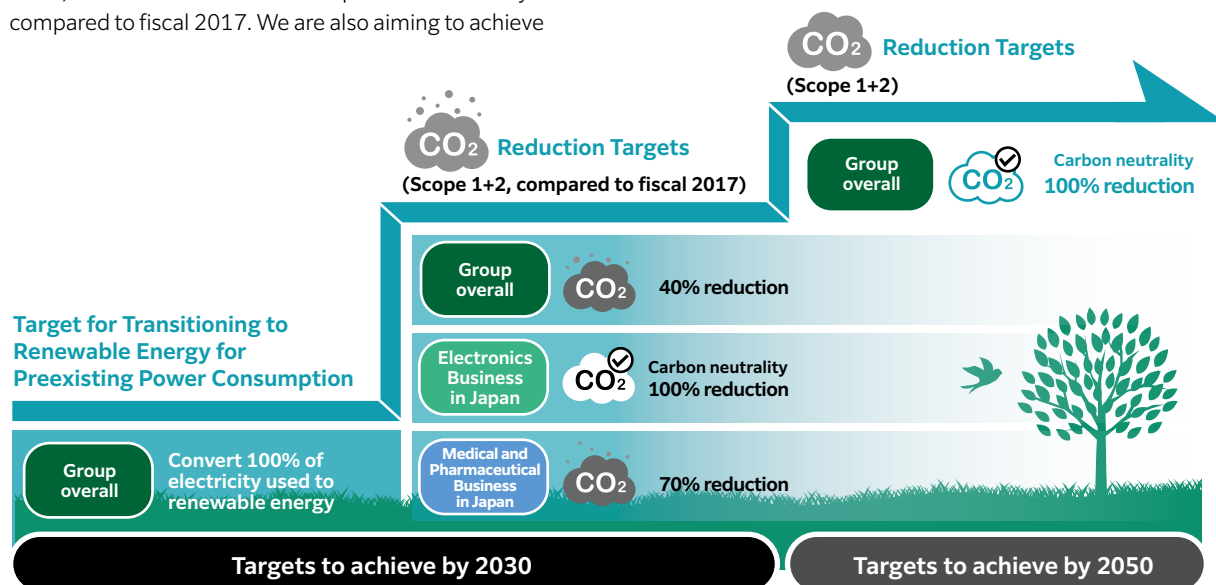 compared to fiscal 2017. We are also aiming to achieve
CO2 Reduction Targets
(Scope 1+2)
Group
overall
CO2
Carbon neutrality
100% reduction
CO2 Reduction Targets
(Scope 1+2, compared to fiscal 2017)
Group
overall
CO2
40% reduction
Electronics
Business
in Japan
CO2
Carbon neutrality
100% reduction
Medical and
Pharmaceutical
Business
in Japan
CO2
70% reduction
Target for Transitioning to
Renewable Energy for
Preexisting Power Consumption
Group
overall
Convert 100% of
electricity used to
renewable energy
Targets to achieve by 2030
Targets to achieve by 2050